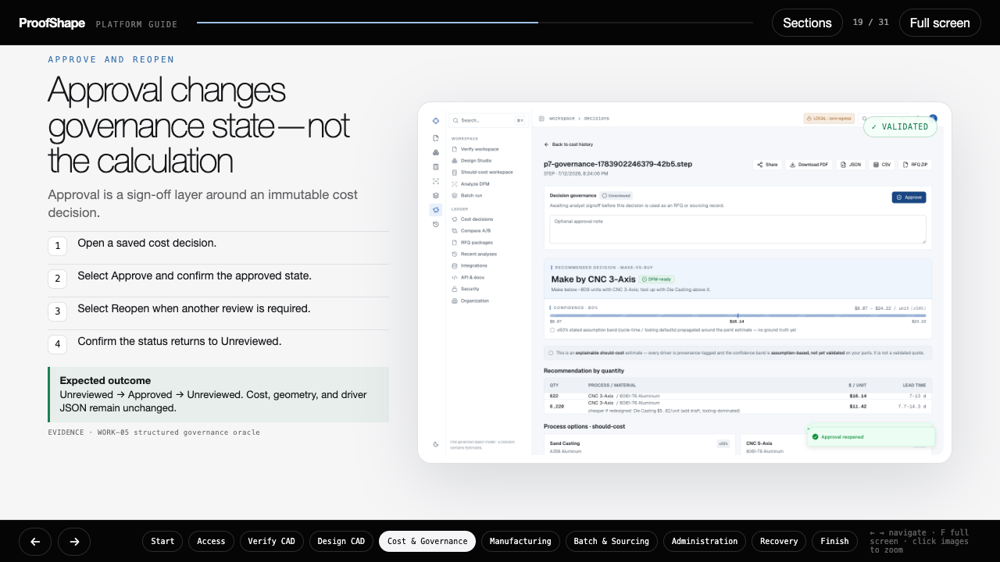 ProofShape PLATFORM GUIDE
Sections
19 / 31
Full screen
APPROVE AND REOPEN
Approval changes
governance state—not
the calculation
Approval is a sign-off layer around an immutable cost
decision.
1 Open a saved cost decision.
2 Select Approve and confirm the approved state.
3 Select Reopen when another review is required.
4 Confirm the status returns to Unreviewed.
Expected outcome
Unreviewed → Approved → Unreviewed. Cost, geometry, and driver
JSON remain unchanged.
EVIDENCE · WORK-05 structured governance oracle
Search...
⌘K
WORKSPACE
Verify workspace
Design Studio
Should-cost workspace
Analyze DFM
Batch run
LEDGER
Cost decisions
Compare A/B
RFQ packages
Recent analyses
Integrations
API & docs
Security
Organization
One governed object model: a Decision
contains Estimates.
workspace > decisions
LOCAL · zero-egress
✓ VALIDATED
← Back to cost history
p7-governance-1783902246379-42b5.step
STEP · 7/12/2026, 8:24:06 PM
Share
Download PDF
JSON
CSV
RFQ ZIP
Decision governance Unreviewed
Awaiting analyst signoff before this decision is used as an RFQ or sourcing record.
Approve
Optional approval note
RECOMMENDED DECISION · MAKE-VS-BUY
Make by CNC 3-Axis DFM-ready
Make below ~809 units with CNC 3-Axis, tool up with Die Casting above it.
CONFIDENCE · 80%
$8.07 – $24.22 / unit (±50%)
$8.07 $16.14 $24.22
±50% stated assumption band (cycle-time / tooling defaults) propagated around the point estimate — no ground truth yet
This is an explainable should-cost estimate — every driver is provenance-tagged and the confidence band is assumption-based, not yet validated on your parts. It is not a validated quote.
Recommendation by quantity
QTY PROCESS / MATERIAL $ / UNIT LEAD TIME
622 CNC 3-Axis / 6061-T6 Aluminum $16.14 7–13 d
6,220 CNC 3-Axis / 6061-T6 Aluminum $11.42 7.7–14.3 d
cheaper if redesigned: Die Casting $5.82/unit (add draft, tooling-dominated)
Process options · should-cost
Sand Casting ±50%
A356 Aluminum
CNC 5-Axis
6061-T6 Aluminum
Approval reopened
← →
Start
Access
Verify CAD
Design CAD
Cost & Governance
Manufacturing
Batch & Sourcing
Administration
Recovery
Finish
← → navigate · F full
screen · click images
to zoom